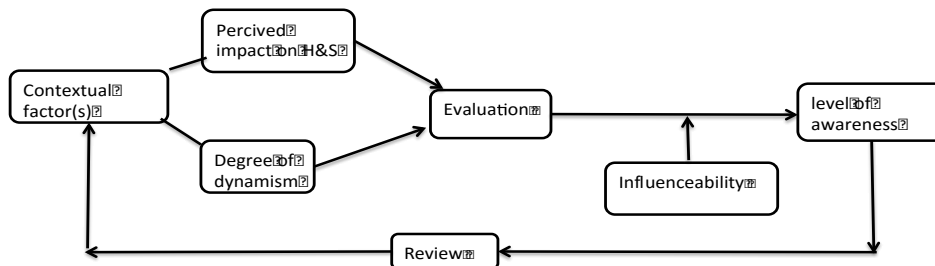 Percived
impact on H&S
Contextual
factor(s)
Evaluation
level of
awareness
Degree of
dynamism
Influenceability
Review